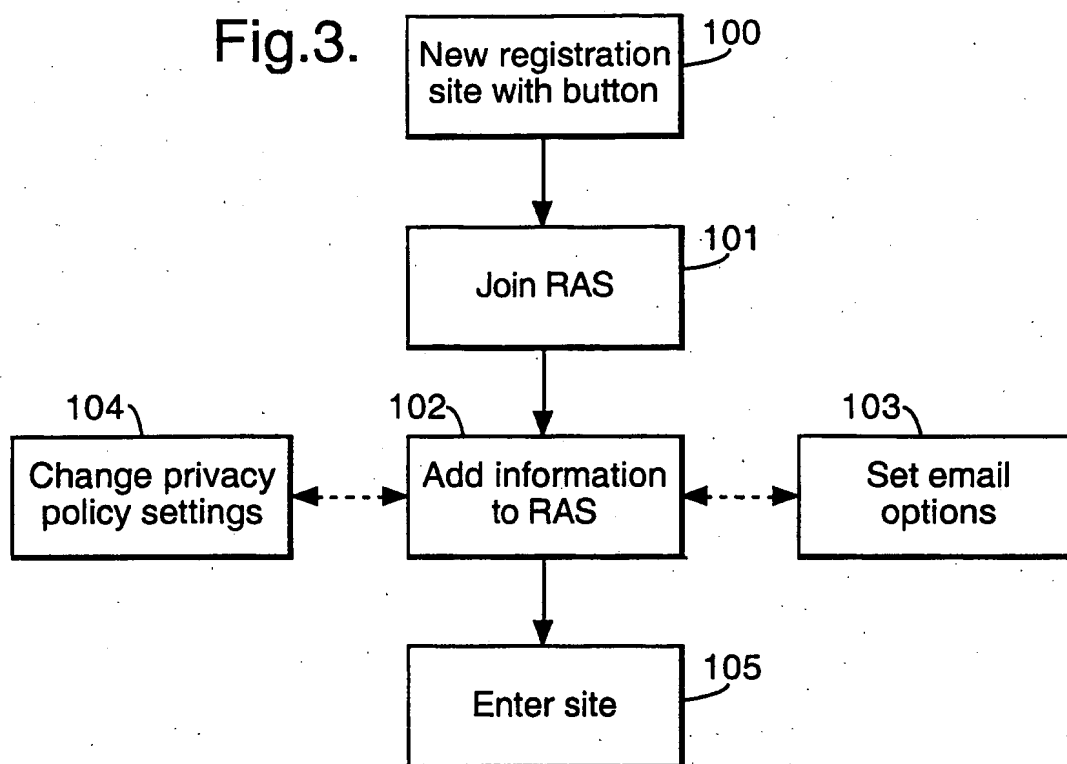 Fig.3.
100
New registration
site with button
101
Join RAS
104
102
103
Change privacy
policy settings
Add information
to RAS
Set email
options
105
Enter site